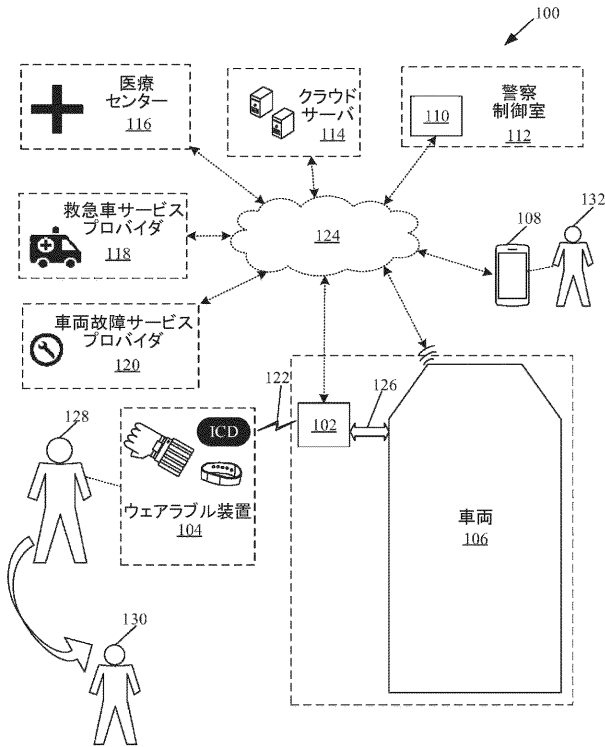 100
医療
センター
116
クラウド
サーバ
114
110
警察
制御室
112
救急車サービス
プロバイダ
118
124
108
132
車両故障サービス
プロバイダ
120
122
126
128
ICD
102
ウェアラブル装置
104
車両
106
130